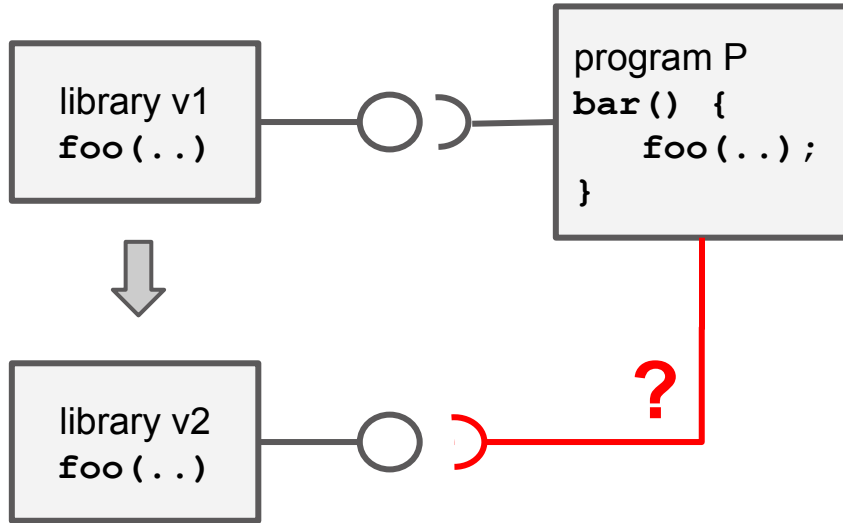 library v1
foo(..)
program P
bar() {
foo(..);
}
?
library v2
foo(..)